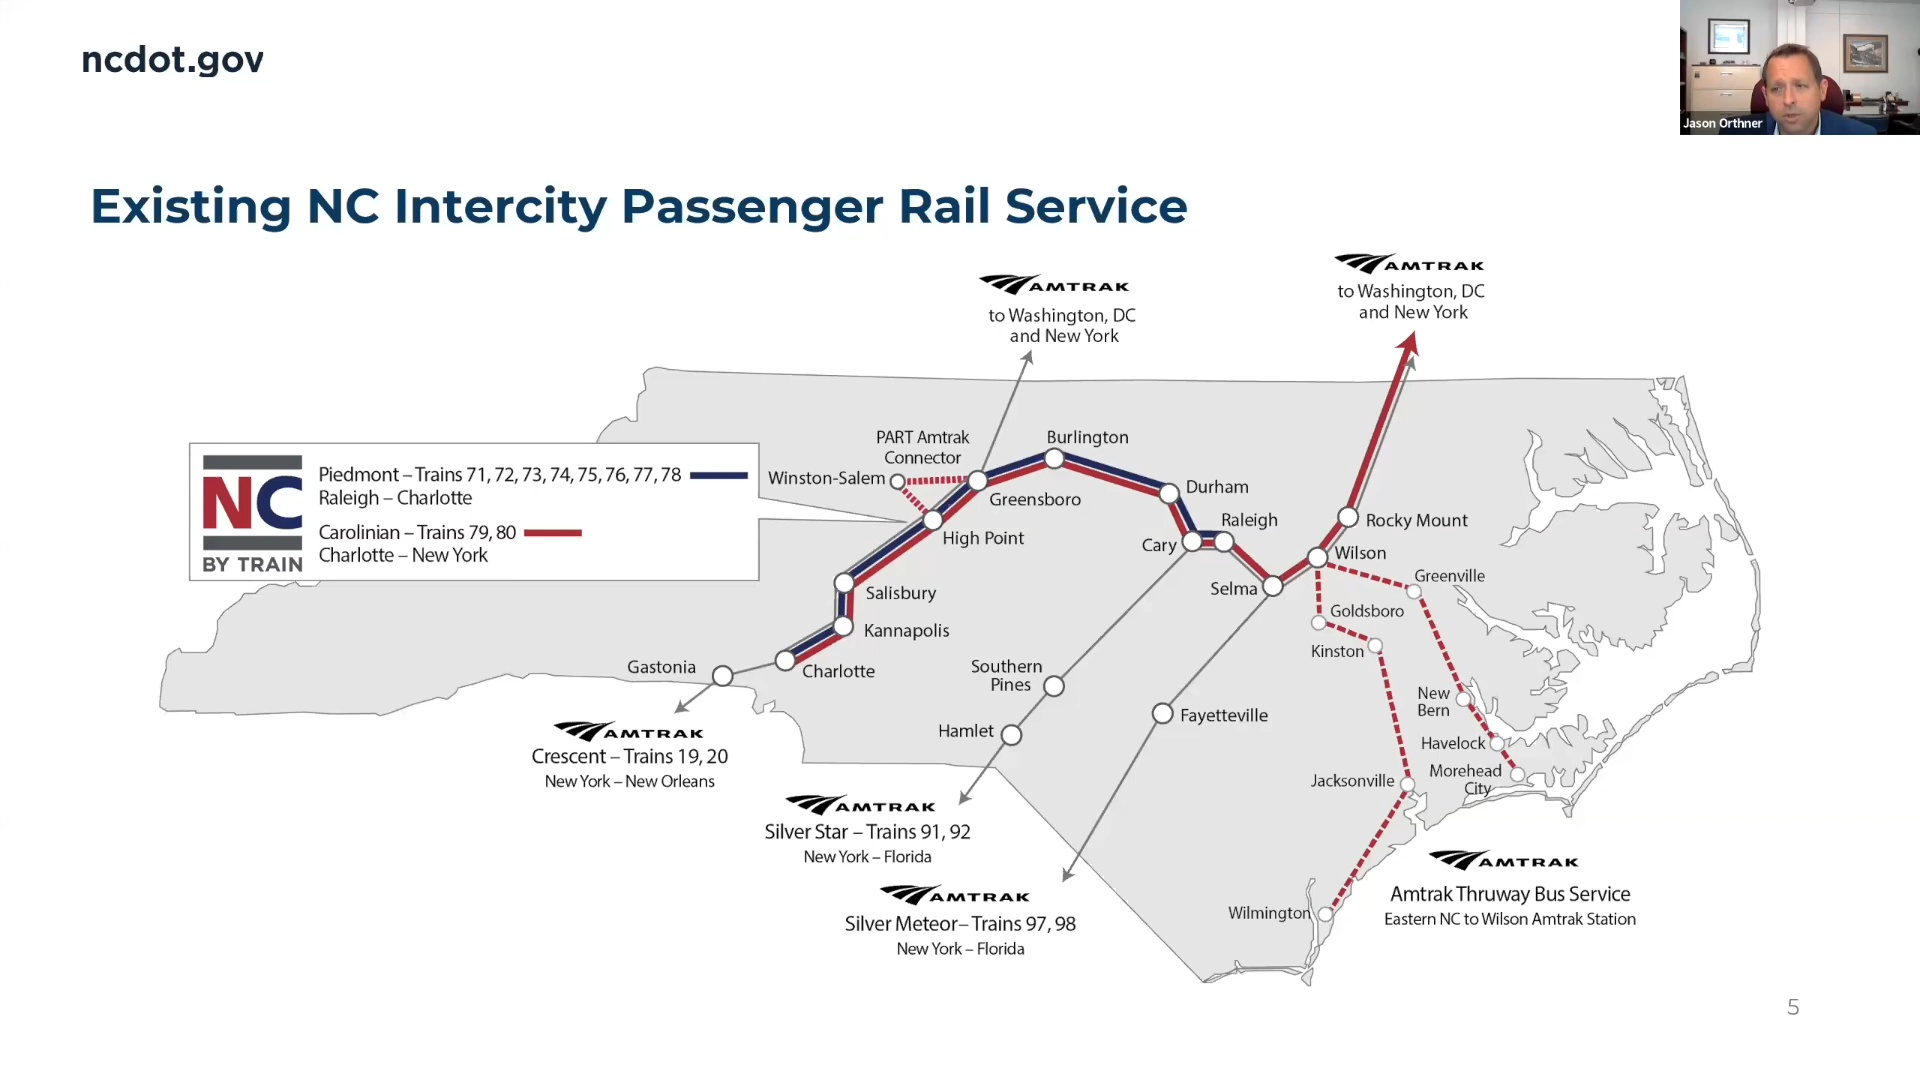 ncdot.gov
Jason Orthner
Existing NC Intercity Passenger Rail Service
AMTRAK
to Washington, DC
and New York
AMTRAK
to Washington, DC
and New York
NC
BY TRAIN
Piedmont – Trains 71, 72, 73, 74, 75, 76, 77, 78
Raleigh – Charlotte
Carolinian – Trains 79, 80
Charlotte – New York
PART Amtrak
Connector
Winston-Salem
Burlington
Greensboro
High Point
Durham
Raleigh
Cary
Selma
Rocky Mount
Wilson
Greenville
Goldsboro
Kinston
Salisbury
Kannapolis
Charlotte
Gastonia
Southern
Pines
Hamlet
Fayetteville
New
Bern
Havelock
Morehead
City
Jacksonville
Wilmington
AMTRAK
Crescent – Trains 19, 20
New York – New Orleans
AMTRAK
Silver Star – Trains 91, 92
New York – Florida
AMTRAK
Silver Meteor– Trains 97, 98
New York – Florida
AMTRAK
Amtrak Thruway Bus Service
Eastern NC to Wilson Amtrak Station
5